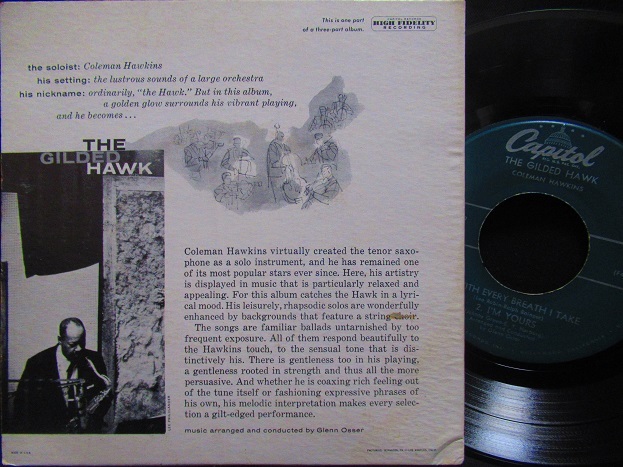 This is one part
of a three-part album.
HIGH FIDELITY
RECORDING
the soloist: Coleman Hawkins
his setting: the lustrous sounds of a large orchestra
his nickname: ordinarily, "the Hawk." But in this album,
a golden glow surrounds his vibrant playing,
and he becomes...
THE
GILDED
HAWK
Coleman Hawkins virtually created the tenor saxo-
phone as a solo instrument, and he has remained one
of its most popular stars ever since. Here, his artistry
is displayed in music that is particularly relaxed and
appealing. For this album catches the Hawk in a lyri-
cal mood. His leisurely, rhapsodic solos are wonderfully
enhanced by backgrounds that feature a string choir.
The songs are familiar ballads untarnished by too
frequent exposure. All of them respond beautifully to
the Hawkins touch, to the sensual tone that is dis-
tinctively his. There is gentleness too in his playing,
a gentleness rooted in strength and thus all the more
persuasive. And whether he is coaxing rich feeling out
of the tune itself or fashioning expressive phrases of
his own, his melodic interpretation makes every selec-
tion a gilt-edged performance.
music arranged and conducted by Glenn Osser
Capitol
THE GILDED HAWK
COLEMAN HAWKINS
WITH EVERY BREATH I TAKE
2. I'M YOURS